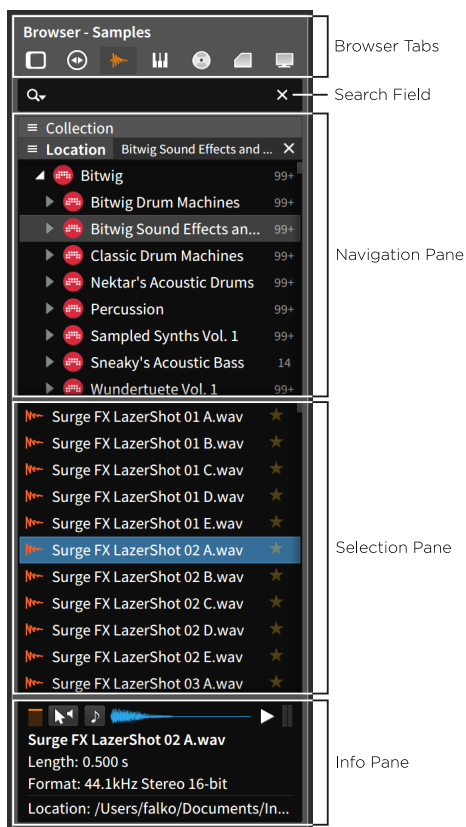 Browser - Samples
Browser Tabs
Search Field
Collection
Location Bitwig Sound Effects and ...
Bitwig 99+
Bitwig Drum Machines 99+
Bitwig Sound Effects an... 99+
Classic Drum Machines 99+
Navigation Pane
Nektar's Acoustic Drums 99+
Percussion 99+
Sampled Synths Vol. 1 99+
Sneaky's Acoustic Bass 14
Wundertuete Vol. 1 99+
Surge FX LazerShot 01 A.wav
Surge FX LazerShot 01 B.wav
Surge FX LazerShot 01 C.wav
Surge FX LazerShot 01 D.wav
Surge FX LazerShot 01 E.wav
Surge FX LazerShot 02 A.wav
Selection Pane
Surge FX LazerShot 02 B.wav
Surge FX LazerShot 02 C.wav
Surge FX LazerShot 02 D.wav
Surge FX LazerShot 02 E.wav
Surge FX LazerShot 03 A.wav
Surge FX LazerShot 02 A.wav
Length: 0.500 s
Info Pane
Format: 44.1kHz Stereo 16-bit
Location: /Users/falko/Documents/In...